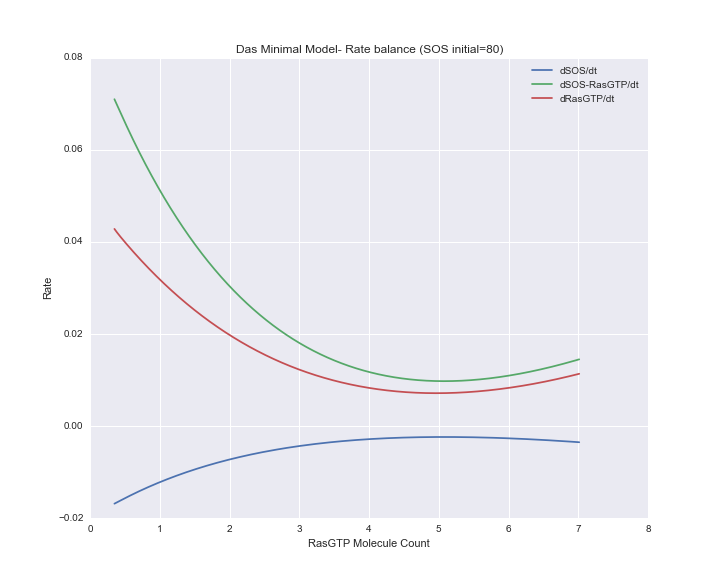 Das Minimal Model- Rate balance (SOS initial=80)
dSOS/dt
dSOS-RasGTP/dt
dRasGTP/dt
Rate
0.08
0.06
0.04
0.02
0.00
−0.02
0 1 2 3 4 5 6 7 8
RasGTP Molecule Count